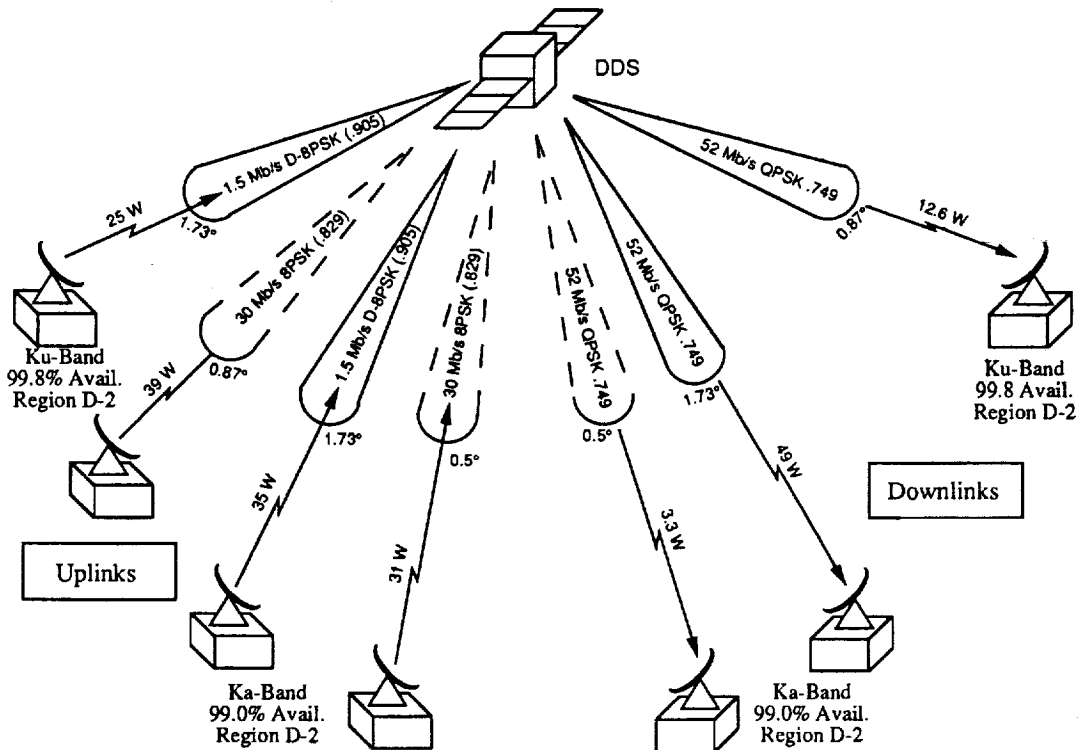 DDS
1.5 Mb/s D-8PSK (.905)
25 W
1.73°
30 Mb/s 8PSK (.829)
39 W
0.87°
1.5 Mb/s D-8PSK (.905)
35 W
1.73°
30 Mb/s 8PSK (.829)
31 W
0.5°
52 Mb/s QPSK .749
3.3 W
0.5°
52 Mb/s QPSK .749
49 W
1.73°
52 Mb/s QPSK .749
12.6 W
0.87°
Ku-Band
99.8% Avail.
Region D-2
Ku-Band
99.8 Avail.
Region D-2
Uplinks
Downlinks
Ka-Band
99.0% Avail.
Region D-2
Ka-Band
99.0% Avail.
Region D-2